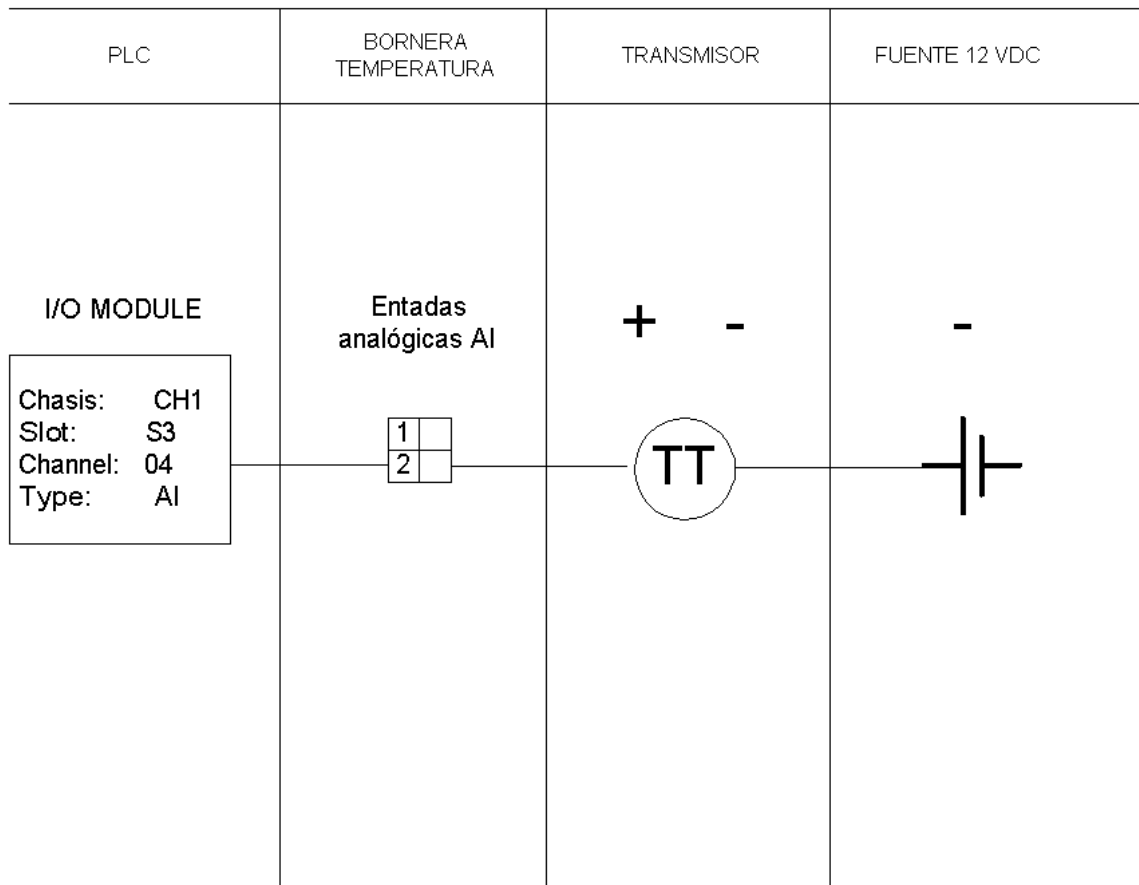 PLC
BORNERA
TEMPERATURA
TRANSMISOR
FUENTE 12 VDC
I/O MODULE
Entadas
analógicas AI
+ -
-
Chasis: CH1
Slot: S3
Channel: 04
Type: AI
1
2
TT